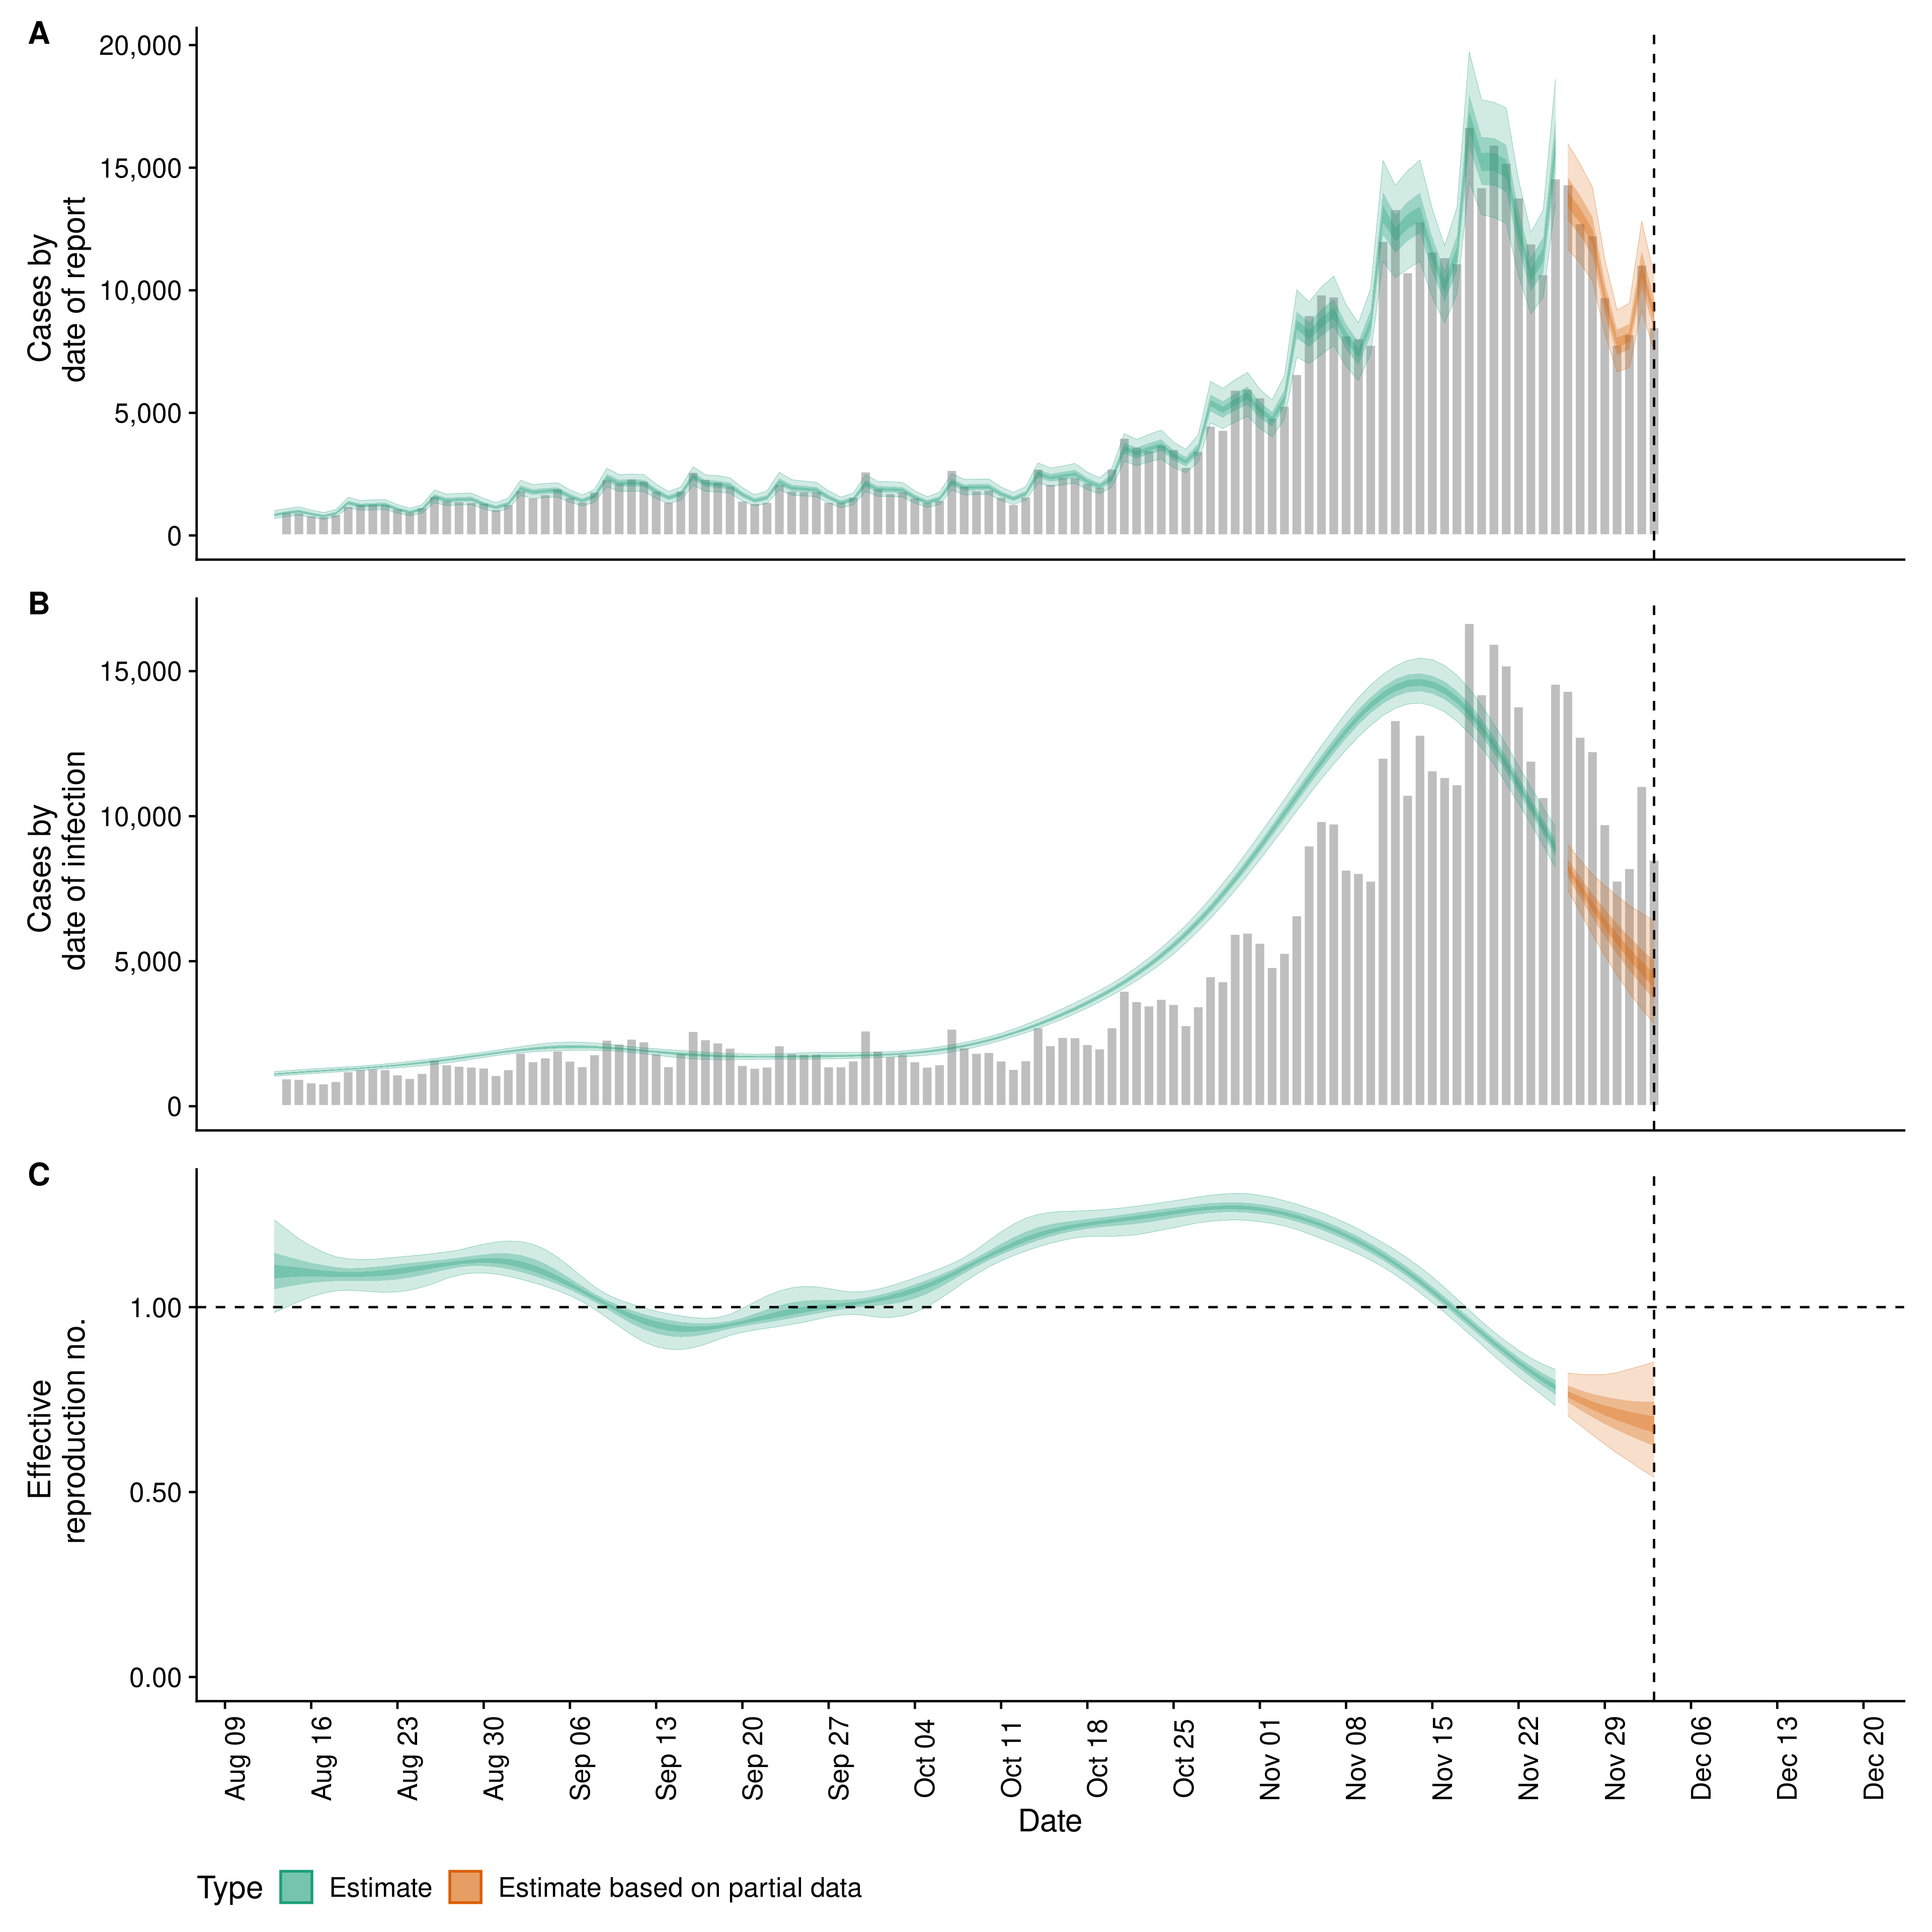 A
Cases by
date of report
20,000
15,000
10,000
5,000
0
B
Cases by
date of infection
15,000
10,000
5,000
0
C
Effective
reproduction no.
1.00
0.50
0.00
Aug 09
Aug 16
Aug 23
Aug 30
Sep 06
Sep 13
Sep 20
Sep 27
Oct 04
Oct 11
Oct 18
Oct 25
Nov 01
Nov 08
Nov 15
Nov 22
Nov 29
Dec 06
Dec 13
Dec 20
Date
Type Estimate Estimate based on partial data